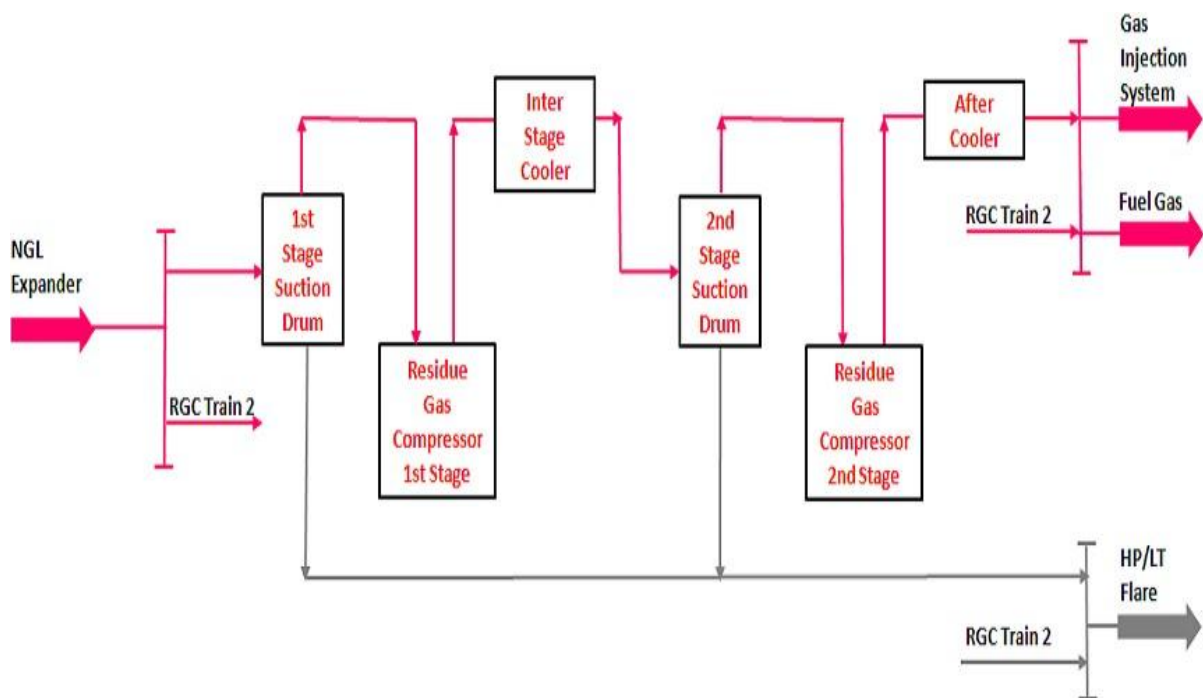 NGL
Expander
RGC Train 2
1st
Stage
Suction
Drum
Residue
Gas
Compressor
1st Stage
Inter
Stage
Cooler
2nd
Stage
Suction
Drum
Residue
Gas
Compressor
2nd Stage
After
Cooler
Gas
Injection
System
RGC Train 2
Fuel Gas
HP/LT
Flare
RGC Train 2